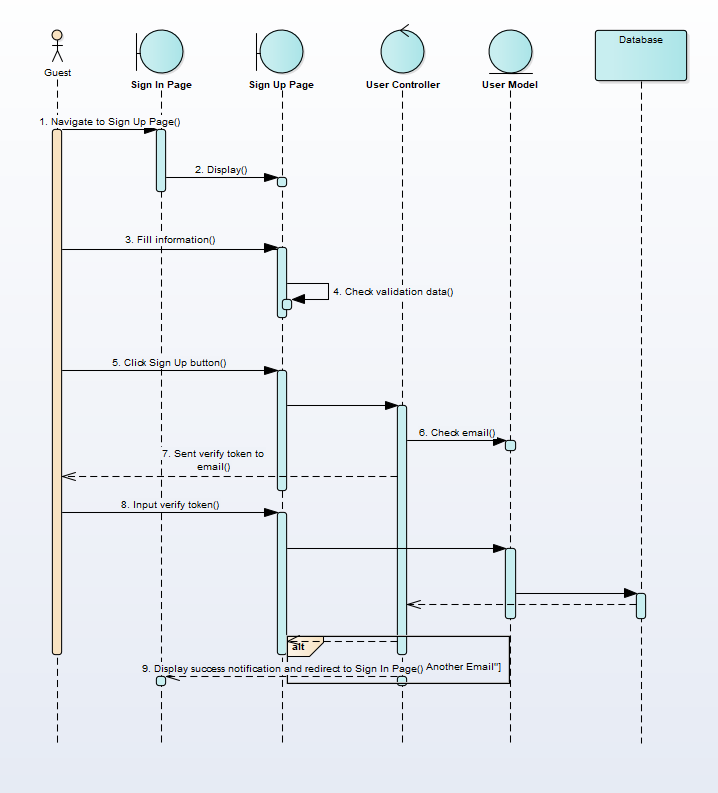 Database
Guest
Sign In Page
Sign Up Page
User Controller
User Model
1. Navigate to Sign Up Page()
2. Display()
3. Fill information()
4. Check validation data()
5. Click Sign Up button()
6. Check email()
7. Sent verify token to
email()
8. Input verify token()
alt
9. Display success notification and redirect to Sign In Page()
Another Email"]